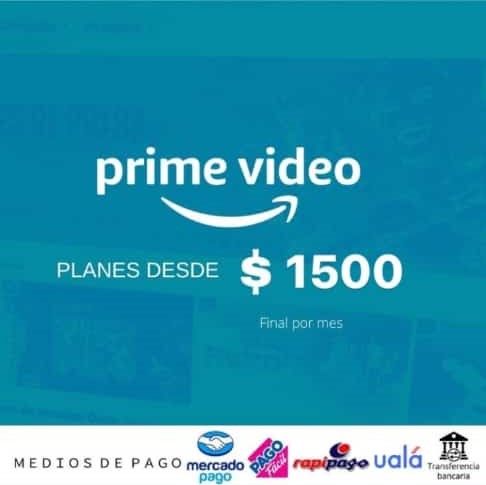 prime video
PLANES DESDE $ 1500
Final por mes
MEDIOS DE PAGO mercado pago PAGO Fácil rapipago ualá Transferencia bancaria